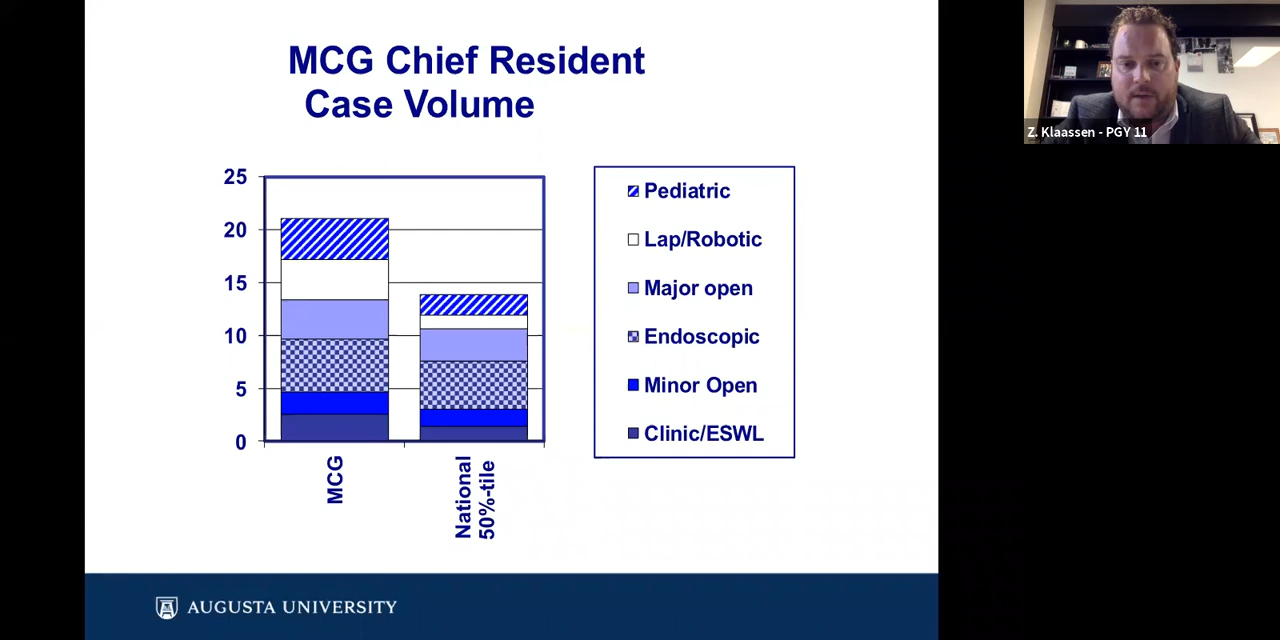 MCG Chief Resident
Case Volume
25
20
15
10
5
0
MCG
National
50%-tile
Pediatric
Lap/Robotic
Major open
Endoscopic
Minor Open
Clinic/ESWL
AUGUSTA UNIVERSITY
Z. Klaassen - PGY 11